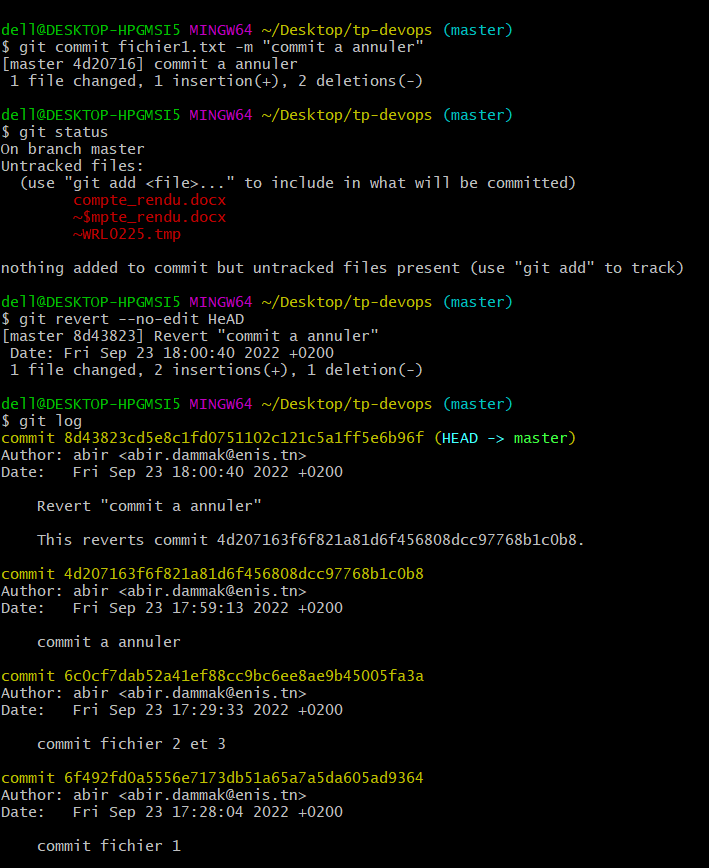 dell@DESKTOP-HPGMSI5 MINGW64 ~/Desktop/tp-devops (master)
$ git commit fichier1.txt -m "commit a annuler"
[master 4d20716] commit a annuler
 1 file changed, 1 insertion(+), 2 deletions(-)

dell@DESKTOP-HPGMSI5 MINGW64 ~/Desktop/tp-devops (master)
$ git status
On branch master
Untracked files:
  (use "git add <file>..." to include in what will be committed)
        compte_rendu.docx
        ~$mpte_rendu.docx
        ~WRL0225.tmp

nothing added to commit but untracked files present (use "git add" to track)

dell@DESKTOP-HPGMSI5 MINGW64 ~/Desktop/tp-devops (master)
$ git revert --no-edit HeAD
[master 8d43823] Revert "commit a annuler"
 Date: Fri Sep 23 18:00:40 2022 +0200
 1 file changed, 2 insertions(+), 1 deletion(-)

dell@DESKTOP-HPGMSI5 MINGW64 ~/Desktop/tp-devops (master)
$ git log
commit 8d43823cd5e8c1fd0751102c121c5a1ff5e6b96f (HEAD -> master)
Author: abir <abir.dammak@enis.tn>
Date:   Fri Sep 23 18:00:40 2022 +0200

    Revert "commit a annuler"

    This reverts commit 4d207163f6f821a81d6f456808dcc97768b1c0b8.

commit 4d207163f6f821a81d6f456808dcc97768b1c0b8
Author: abir <abir.dammak@enis.tn>
Date:   Fri Sep 23 17:59:13 2022 +0200

    commit a annuler

commit 6c0cf7dab52a41ef88cc9bc6ee8ae9b45005fa3a
Author: abir <abir.dammak@enis.tn>
Date:   Fri Sep 23 17:29:33 2022 +0200

    commit fichier 2 et 3

commit 6f492fd0a5556e7173db51a65a7a5da605ad9364
Author: abir <abir.dammak@enis.tn>
Date:   Fri Sep 23 17:28:04 2022 +0200

    commit fichier 1